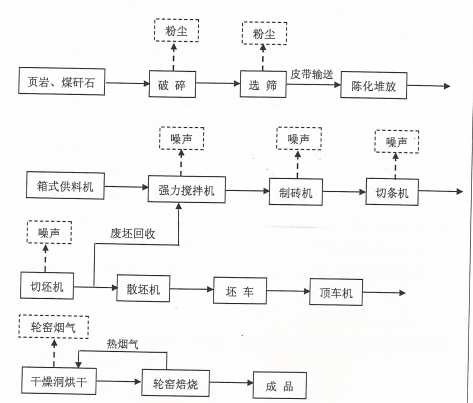 粉尘
粉尘
页岩、煤矸石
破碎
选筛
皮带输送
陈化堆放
噪声
噪声
噪声
箱式供料机
强力搅拌机
制砖机
切条机
噪声
废坯回收
切坯机
散坯机
坯车
顶车机
轮窑烟气
热烟气
干燥洞烘干
轮窑焙烧
成品